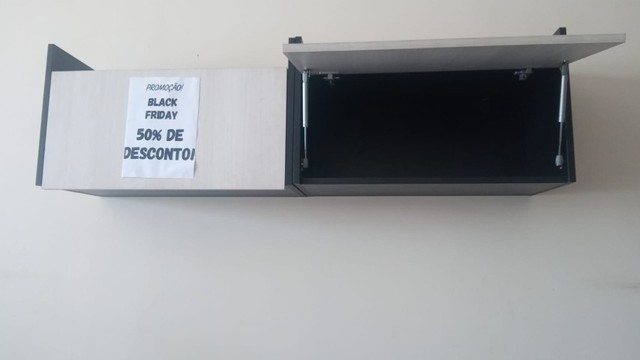 PROMOÇÃO!
BLACK
FRIDAY
50% DE
DESCONTO!